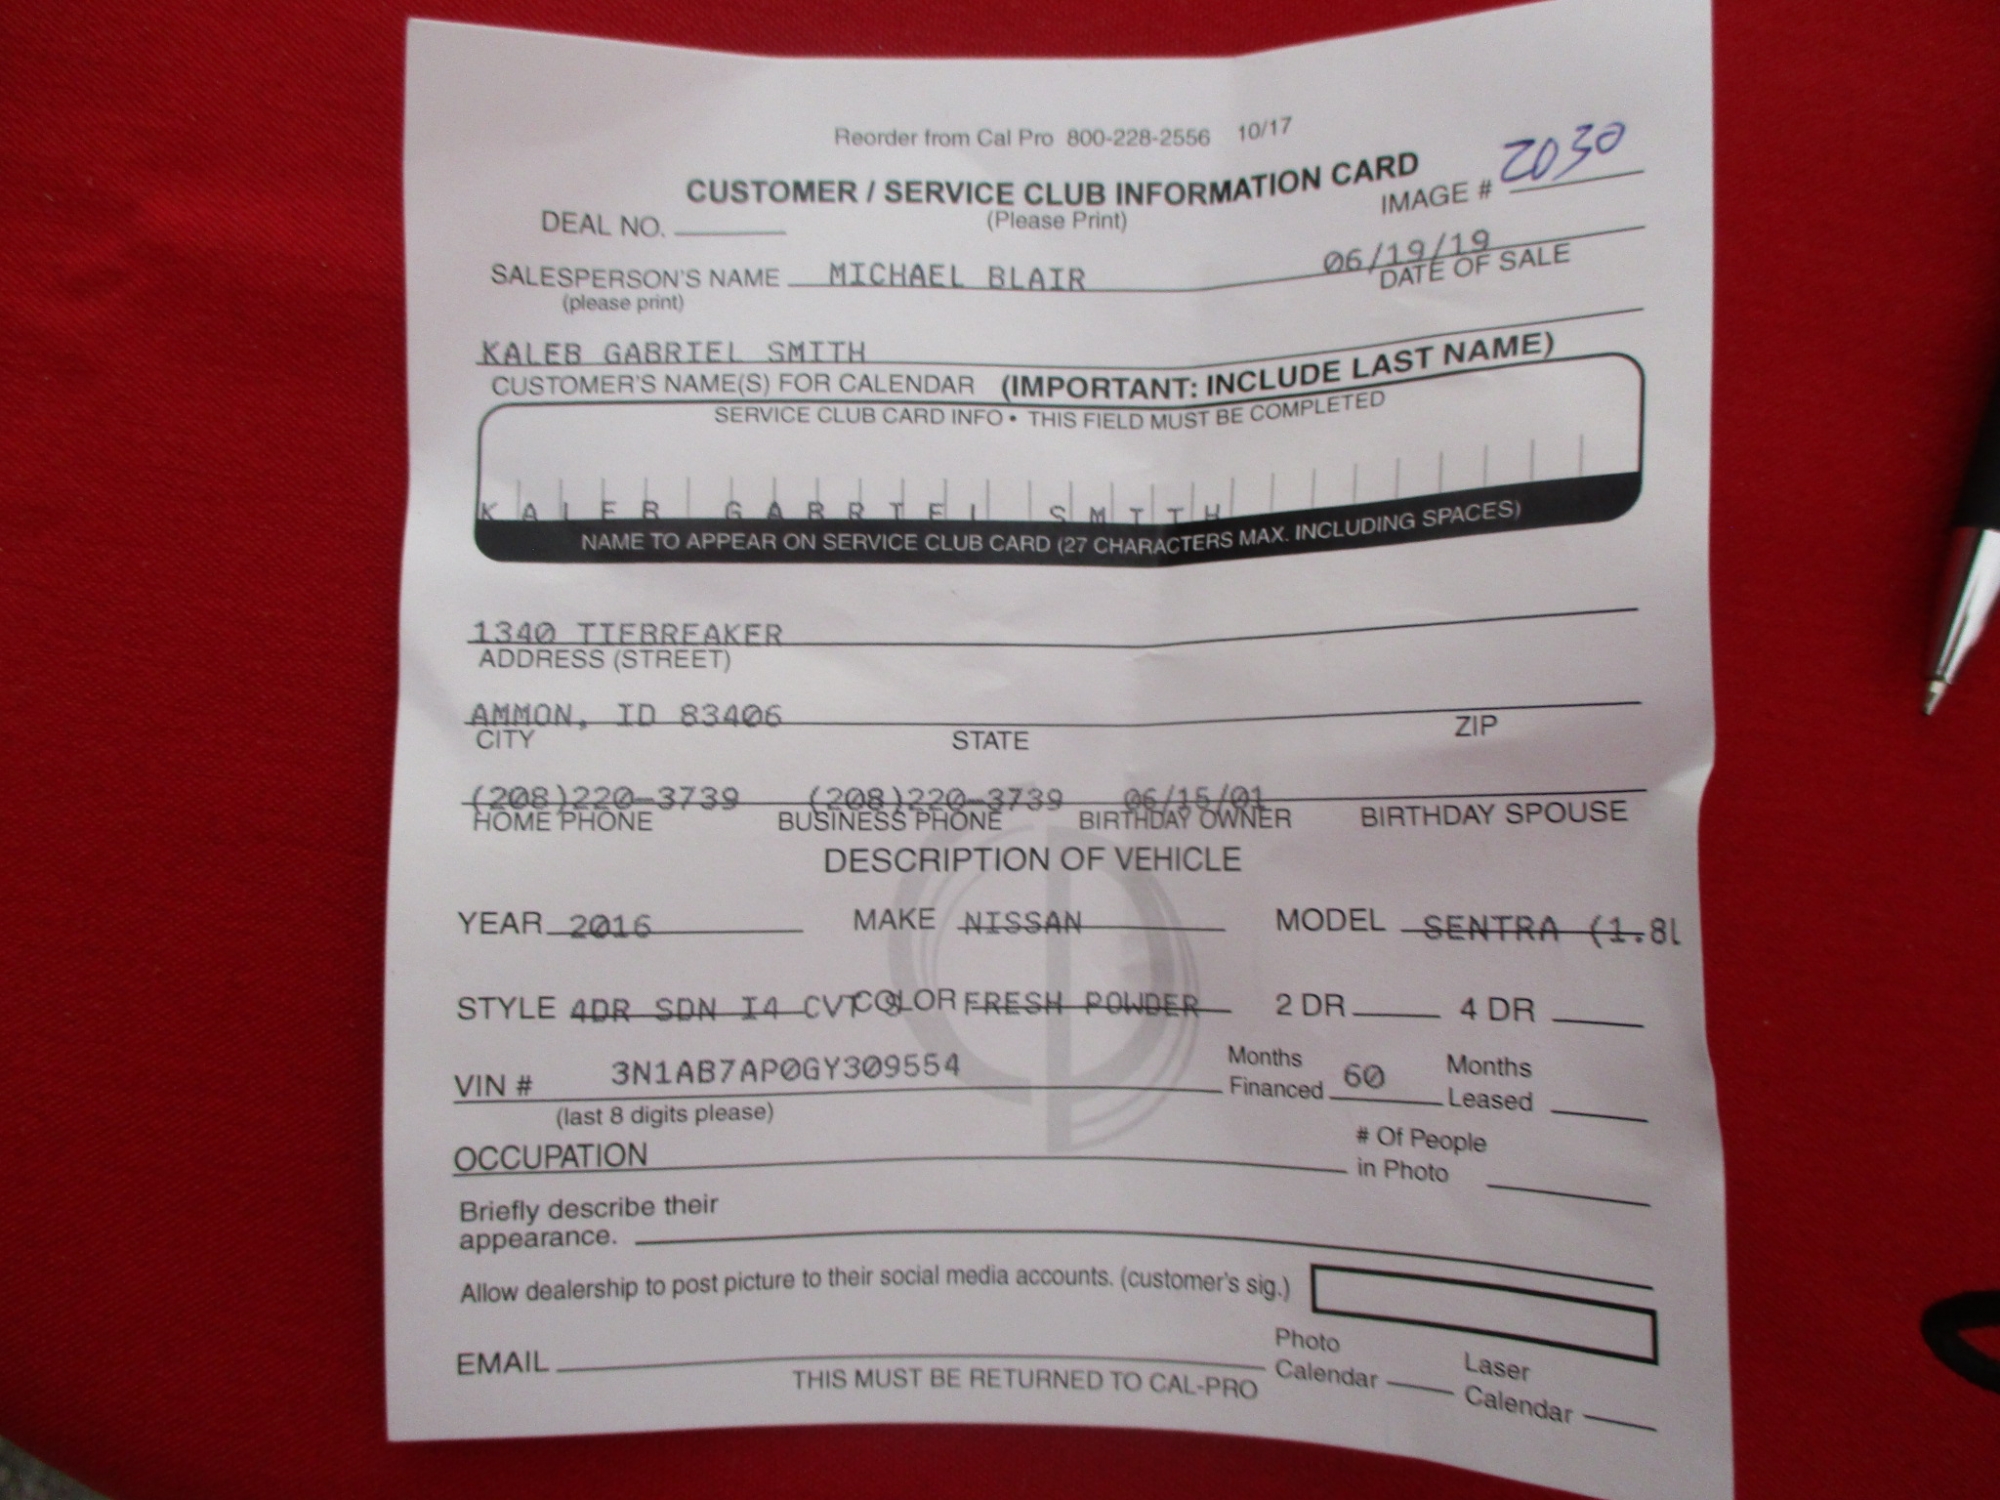 Reorder from Cal Pro 800-228-2556 10/17
CUSTOMER / SERVICE CLUB INFORMATION CARD
(Please Print)
IMAGE # 2030
DEAL NO.
SALESPERSON'S NAME MICHAEL BLAIR 06/19/19
(please print) DATE OF SALE
KALEB GABRIEL SMITH
CUSTOMER'S NAME(S) FOR CALENDAR (IMPORTANT: INCLUDE LAST NAME)
SERVICE CLUB CARD INFO • THIS FIELD MUST BE COMPLETED
KALEB GABRIEL SMITH
NAME TO APPEAR ON SERVICE CLUB CARD (27 CHARACTERS MAX. INCLUDING SPACES)
1340 TIEBREAKER
ADDRESS (STREET)
AMMON, ID 83406
CITY STATE ZIP
(208)220-3739 (208)220-3739 06/15/01
HOME PHONE BUSINESS PHONE BIRTHDAY OWNER BIRTHDAY SPOUSE
DESCRIPTION OF VEHICLE
YEAR 2016 MAKE NISSAN MODEL SENTRA (1.8L
STYLE 4DR SDN I4 CVT COLOR FRESH POWDER 2 DR 4 DR
VIN # 3N1AB7AP0GY309554 Months Financed 60 Months Leased
(last 8 digits please)
OCCUPATION # Of People in Photo
Briefly describe their
appearance.
Allow dealership to post picture to their social media accounts. (customer's sig.)
EMAIL Photo Calendar Laser Calendar
THIS MUST BE RETURNED TO CAL-PRO